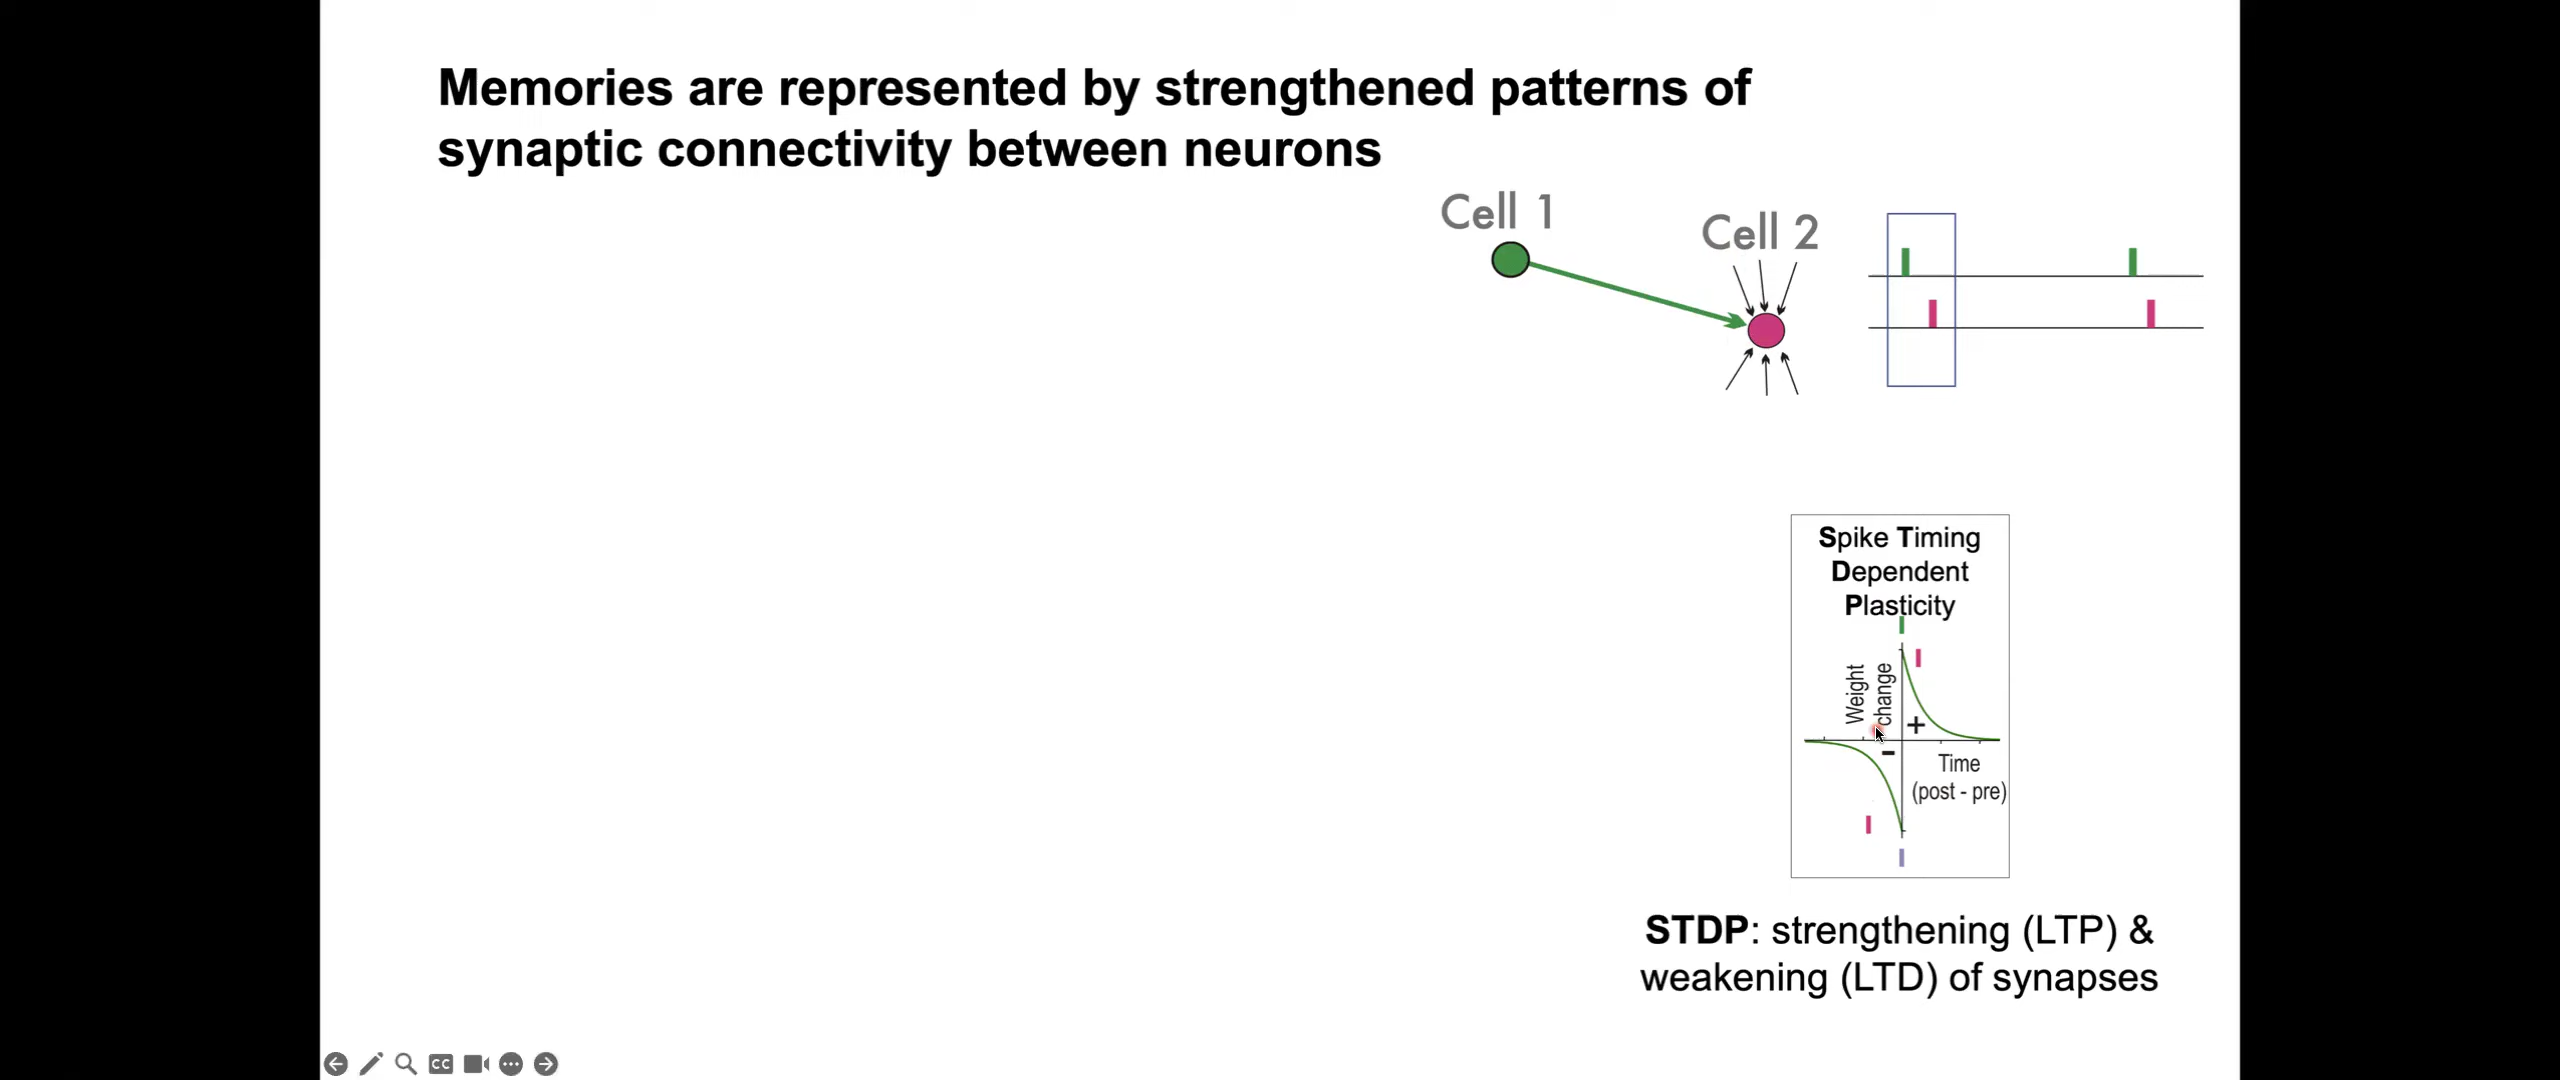 Memories are represented by strengthened patterns of
synaptic connectivity between neurons
Cell 1
Cell 2
Spike Timing
Dependent
Plasticity
Weight
change
+
-
Time
(post - pre)
STDP: strengthening (LTP) &
weakening (LTD) of synapses
CC